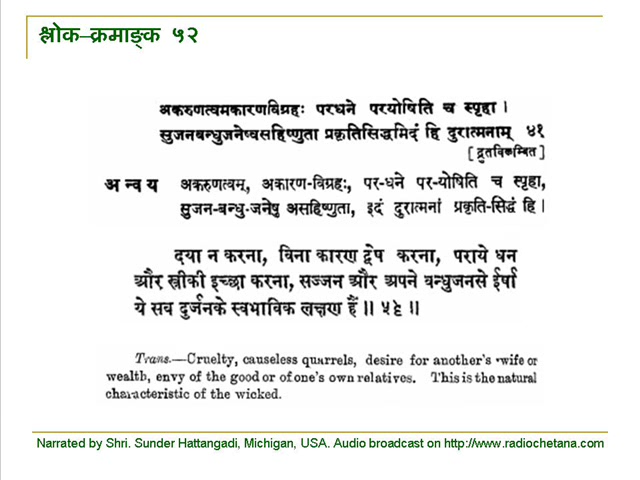 श्लोक–क्रमाङ्क ५२
अकरुणत्वमकारणविग्रहः परधने परयोषिति च स्पृहा ।
सुजनबन्धुजनेष्वसहिष्णुता प्रकृतिसिद्धमिदं हि दुरात्मनाम् ४१
[ द्रुतविलम्बित ]
अन्वय अकरुणत्वम्, अकारण-विग्रहः, पर-धने पर-योषिति च स्पृहा,
सुजन-बन्धु-जनेषु असहिष्णुता, इदं दुरात्मनां प्रकृति-सिद्धं हि ।
दया न करना, विना कारण द्वेष करना, पराये धन
और स्त्रीकी इच्छा करना, सज्जन और अपने बन्धुजनसे ईर्षा
ये सब दुर्जनके स्वभाविक लक्षण हैं ॥ ५१ ॥
Trans.—Cruelty, causeless quarrels, desire for another's wife or
wealth, envy of the good or of one's own relatives. This is the natural
characteristic of the wicked.
Narrated by Shri. Sunder Hattangadi, Michigan, USA. Audio broadcast on http://www.radiochetana.com